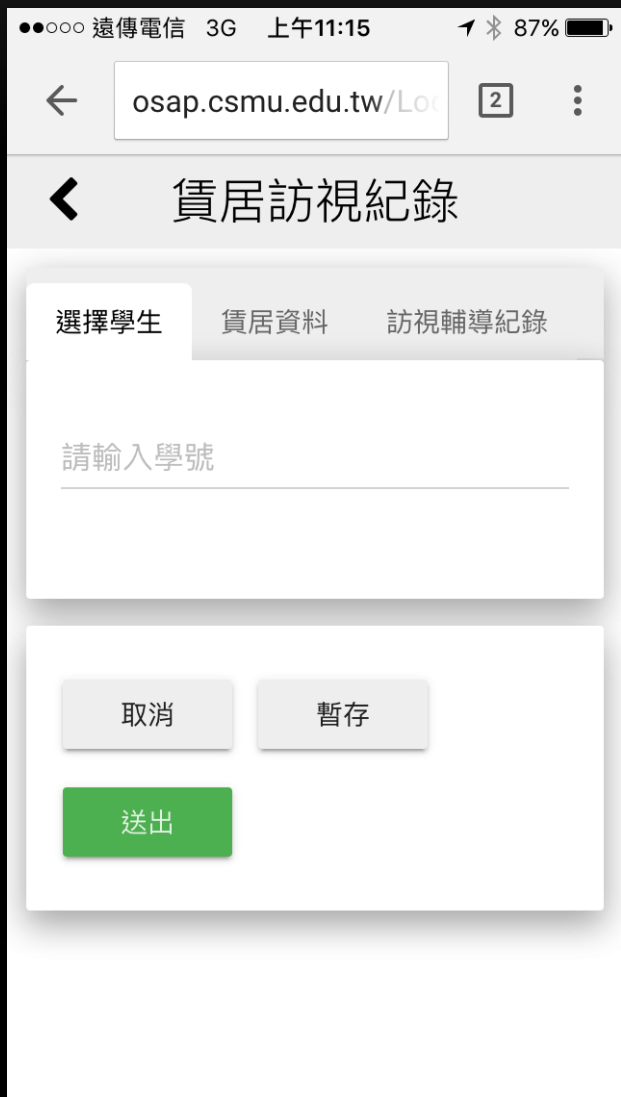 遠傳電信 3G 上午11:15 87%
osap.csmu.edu.tw/Loc 2
賃居訪視紀錄
選擇學生 賃居資料 訪視輔導紀錄
請輸入學號
取消 暫存
送出